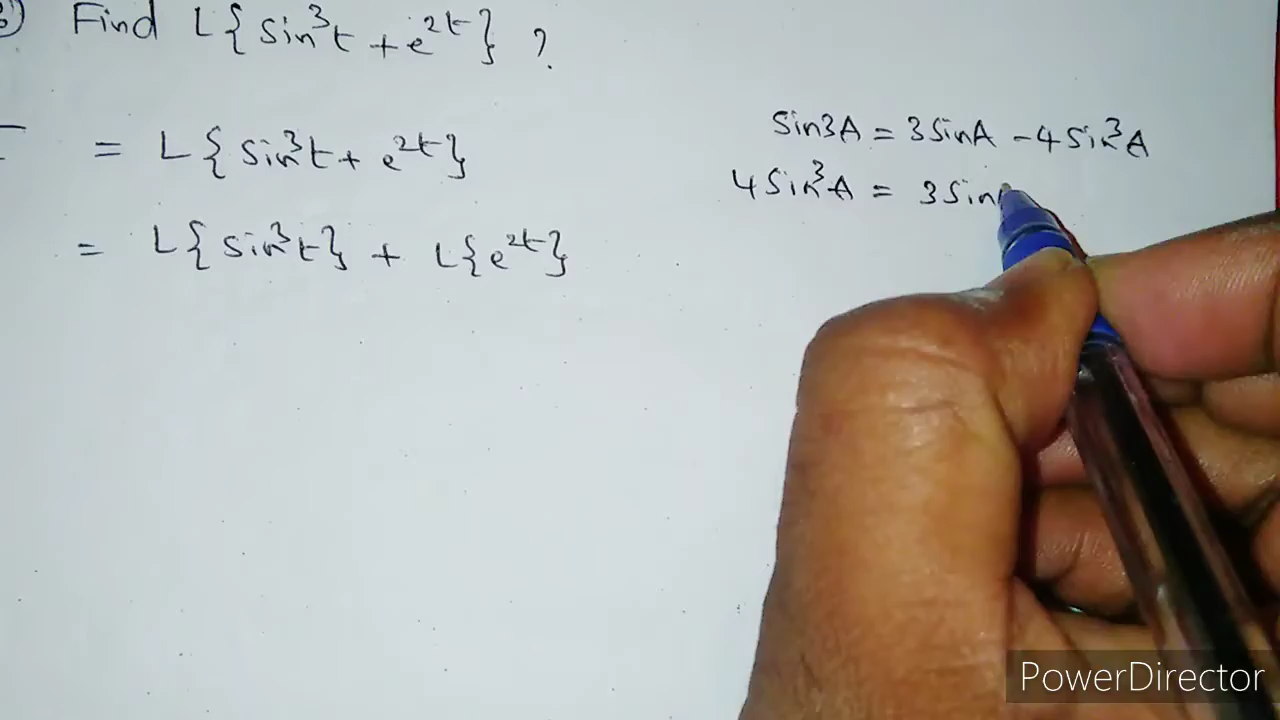 Find L{Sin³t + e²ᵗ} ?
= L{Sin³t + e²ᵗ}
Sin3A = 3SinA - 4Sin³A
4Sin³A = 3Sin
= L{Sin³t} + L{e²ᵗ}
PowerDirector